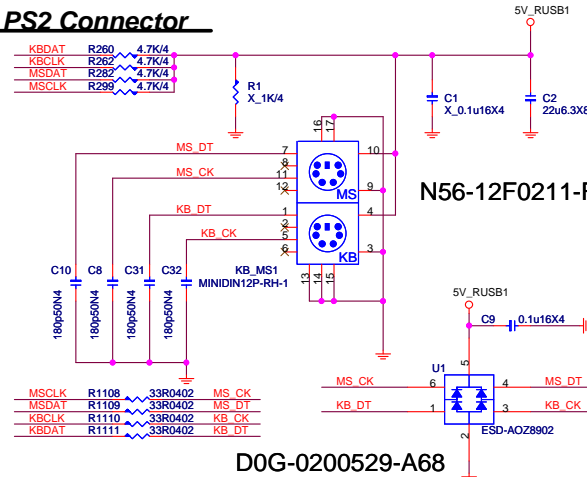 PS2 Connector
5V_RUSB1
KBDAT R260 4.7K/4
KBCLK R262 4.7K/4
MSDAT R282 4.7K/4
MSCLK R299 4.7K/4
R1
X_1K/4
C1
X_0.1u16X4
C2
22u6.3X8
16
17
MS_DT 7
8
MS_CK 11
12
10
9
MS
N56-12F0211-F
KB_DT 1
2
KB_CK 5
6
4
3
KB
C10
180p50N4
C8
180p50N4
C31
180p50N4
C32
180p50N4
KB_MS1
MINIDIN12P-RH-1
13
14
15
5V_RUSB1
C9 0.1u16X4
U1
5
MS_CK 6
4 MS_DT
KB_DT 1
3 KB_CK
2
ESD-AOZ8902
MSCLK R1108 33R0402 MS_CK
MSDAT R1109 33R0402 MS_DT
KBCLK R1110 33R0402 KB_CK
KBDAT R1111 33R0402 KB_DT
D0G-0200529-A68